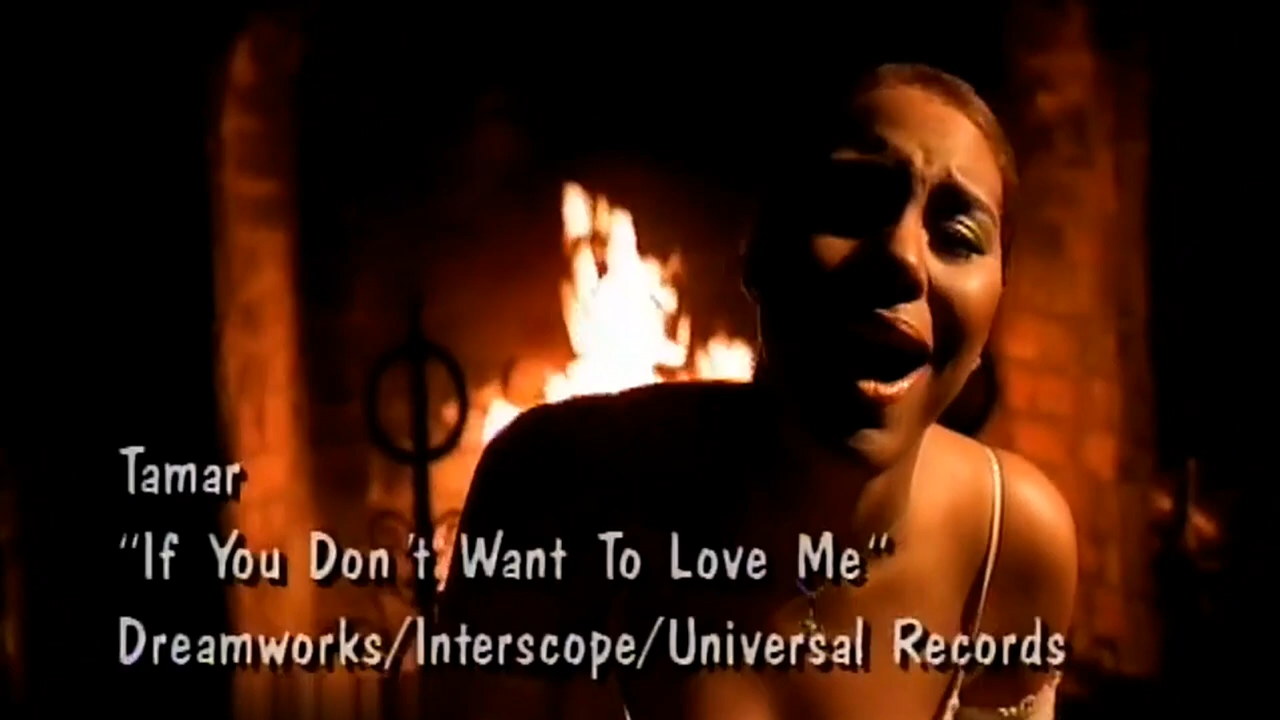 Tamar
“If You Don't Want To Love Me“
Dreamworks/Interscope/Universal Records